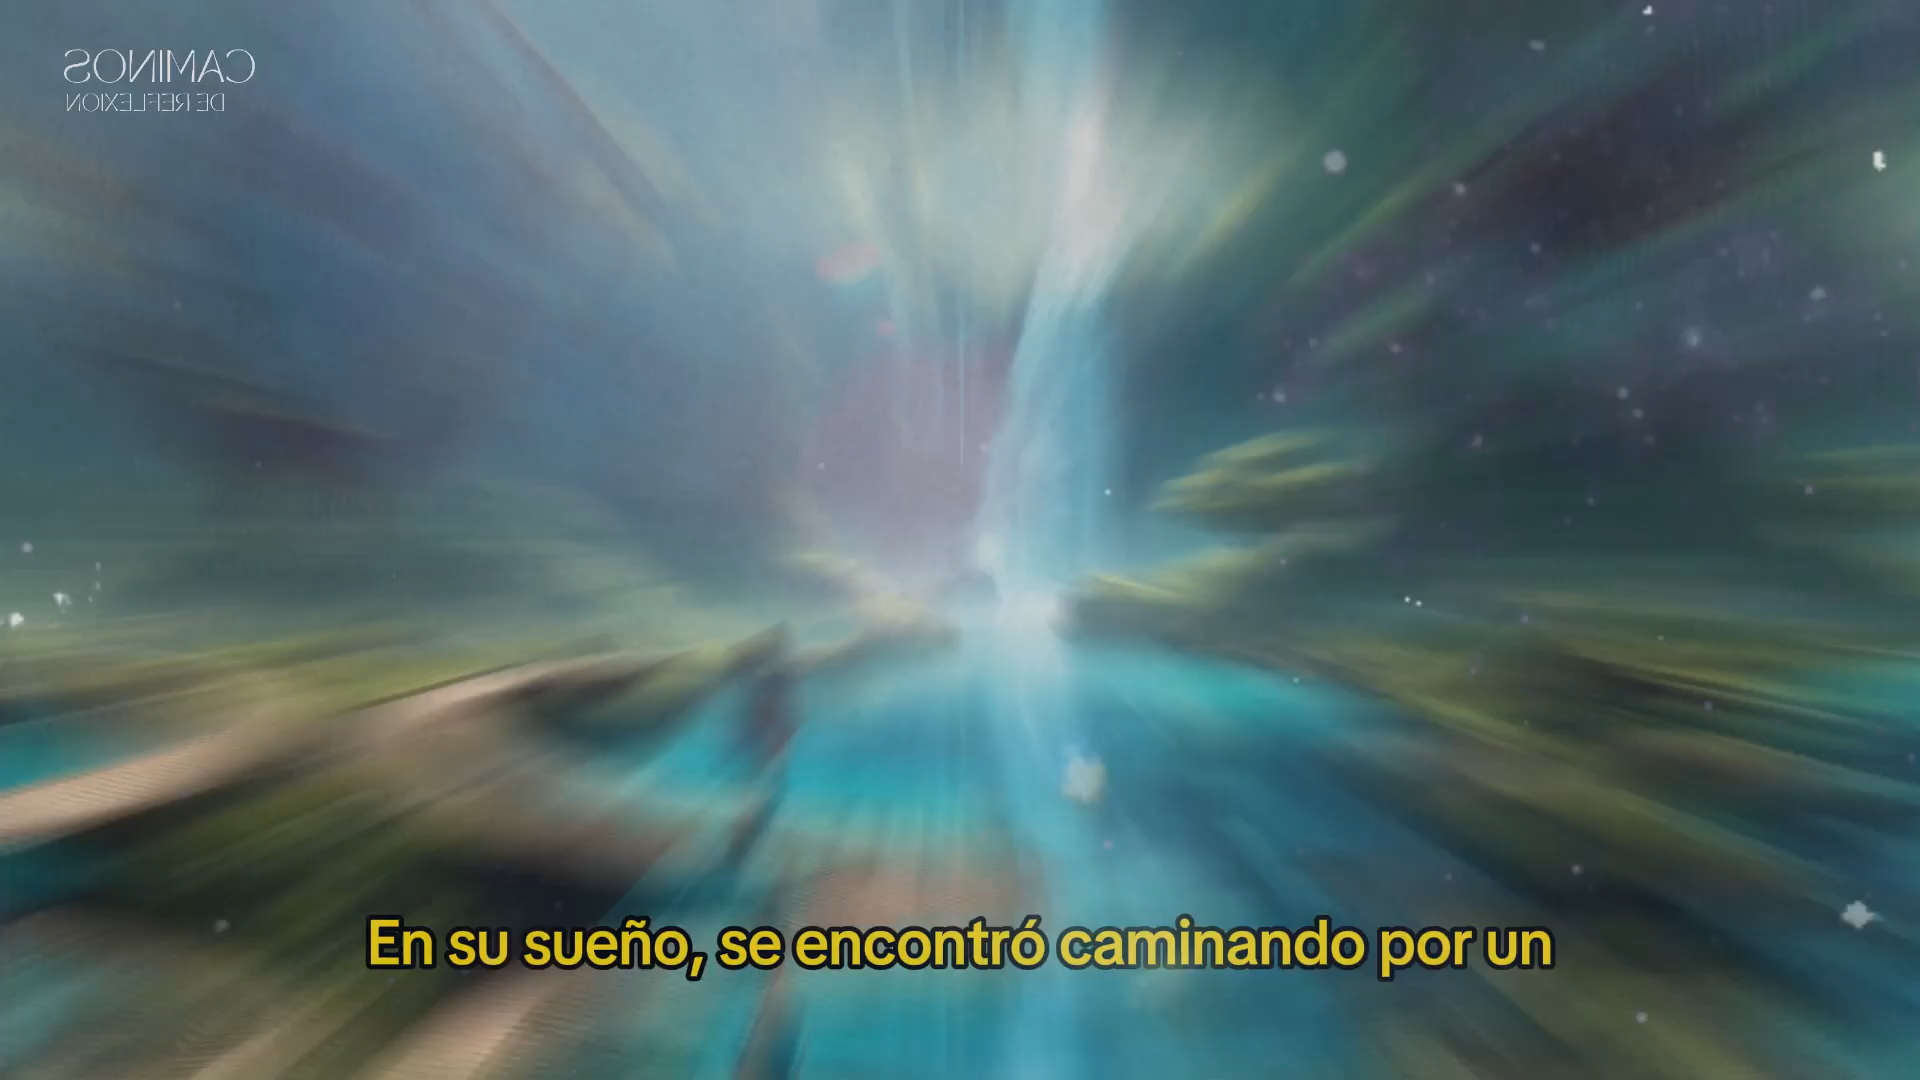 CAMINOS
DE REFLEXION
En su sueño, se encontró caminando por un